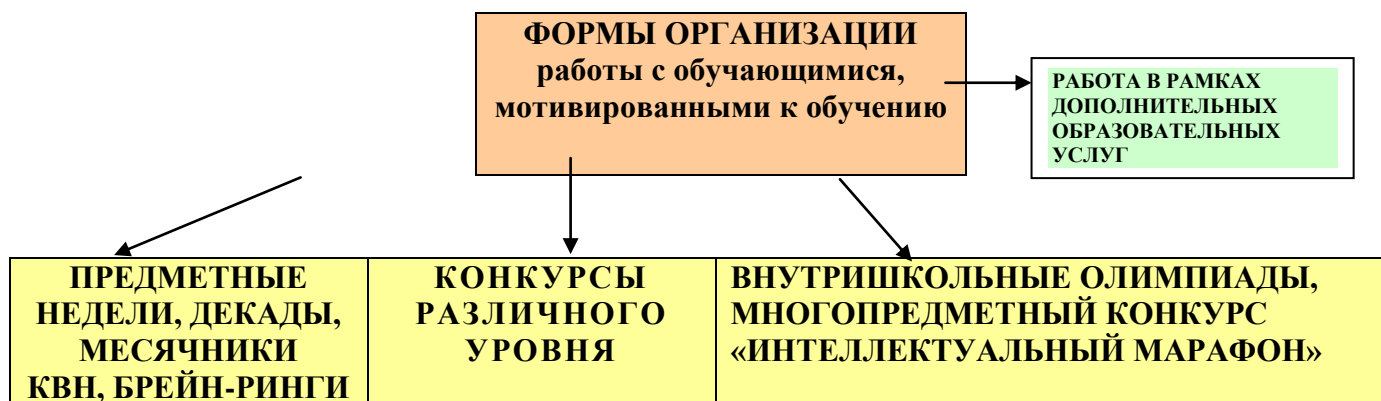 ФОРМЫ ОРГАНИЗАЦИИ
работы с обучающимися,
мотивированными к обучению
РАБОТА В РАМКАХ
ДОПОЛНИТЕЛЬНЫХ
ОБРАЗОВАТЕЛЬНЫХ
УСЛУГ
ПРЕДМЕТНЫЕ
НЕДЕЛИ, ДЕКАДЫ,
МЕСЯЧНИКИ
КВН, БРЕЙН-РИНГИ
КОНКУРСЫ
РАЗЛИЧНОГО
УРОВНЯ
ВНУТРИШКОЛЬНЫЕ ОЛИМПИАДЫ,
МНОГОПРЕДМЕТНЫЙ КОНКУРС
«ИНТЕЛЛЕКТУАЛЬНЫЙ МАРАФОН»